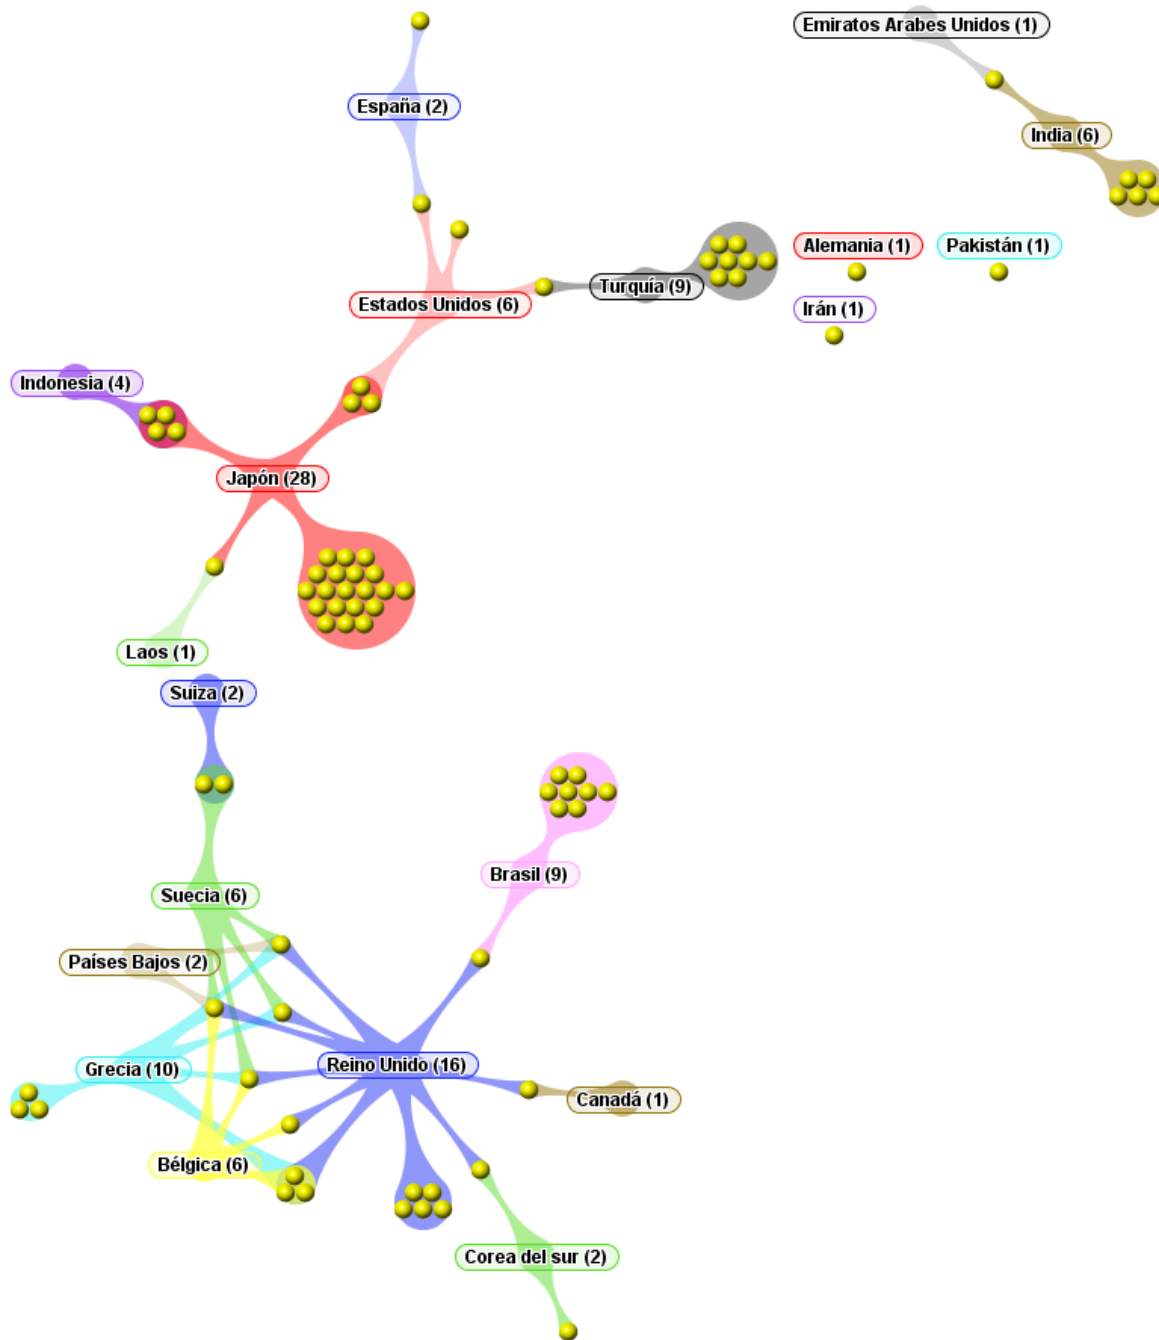 Emiratos Arabes Unidos (1)
España (2)
India (6)
Alemania (1)
Pakistán (1)
Turquía (9)
Estados Unidos (6)
Irán (1)
Indonesia (4)
Japón (28)
Laos (1)
Suiza (2)
Brasil (9)
Suecia (6)
Países Bajos (2)
Grecia (10)
Reino Unido (16)
Canadá (1)
Bélgica (6)
Corea del sur (2)